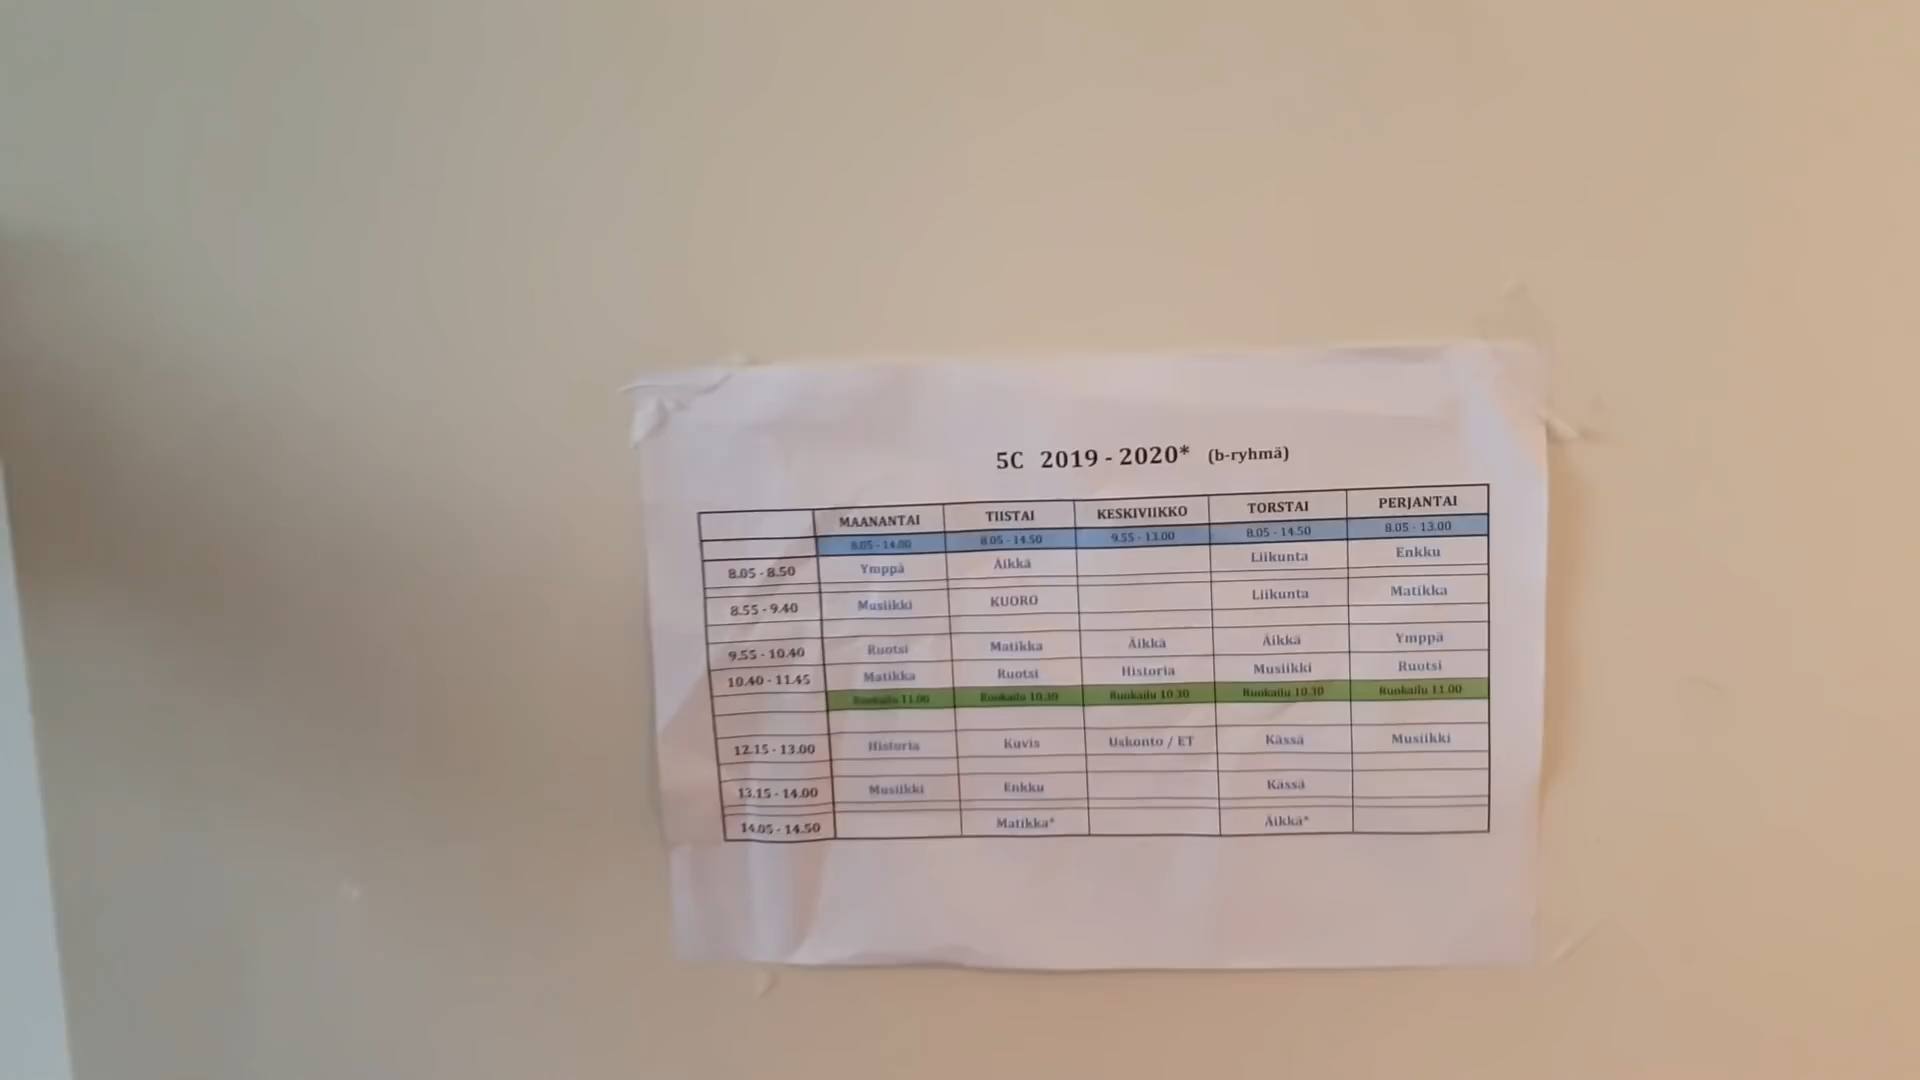 5C 2019 - 2020* (b-ryhmä)
MAANANTAI TIISTAI KESKIVIIKKO TORSTAI PERJANTAI
8.05 - 14.00 8.05 - 14.50 9.55 - 13.00 8.05 - 14.50 8.05 - 13.00
8.05 - 8.50 Ymppä Äikkä Liikunta Enkku
8.55 - 9.40 Musiikki KUORO Liikunta Matikka
9.55 - 10.40 Ruotsi Matikka Äikkä Äikkä Ymppä
10.40 - 11.45 Matikka Ruotsi Historia Musiikki Ruotsi
Ruokailu 11.00 Ruokailu 10.30 Ruokailu 10.30 Ruokailu 10.30 Ruokailu 11.00
12.15 - 13.00 Historia Kuvis Uskonto / ET Kässä Musiikki
13.15 - 14.00 Musiikki Enkku Kässä
14.05 - 14.50 Matikka* Äikkä*